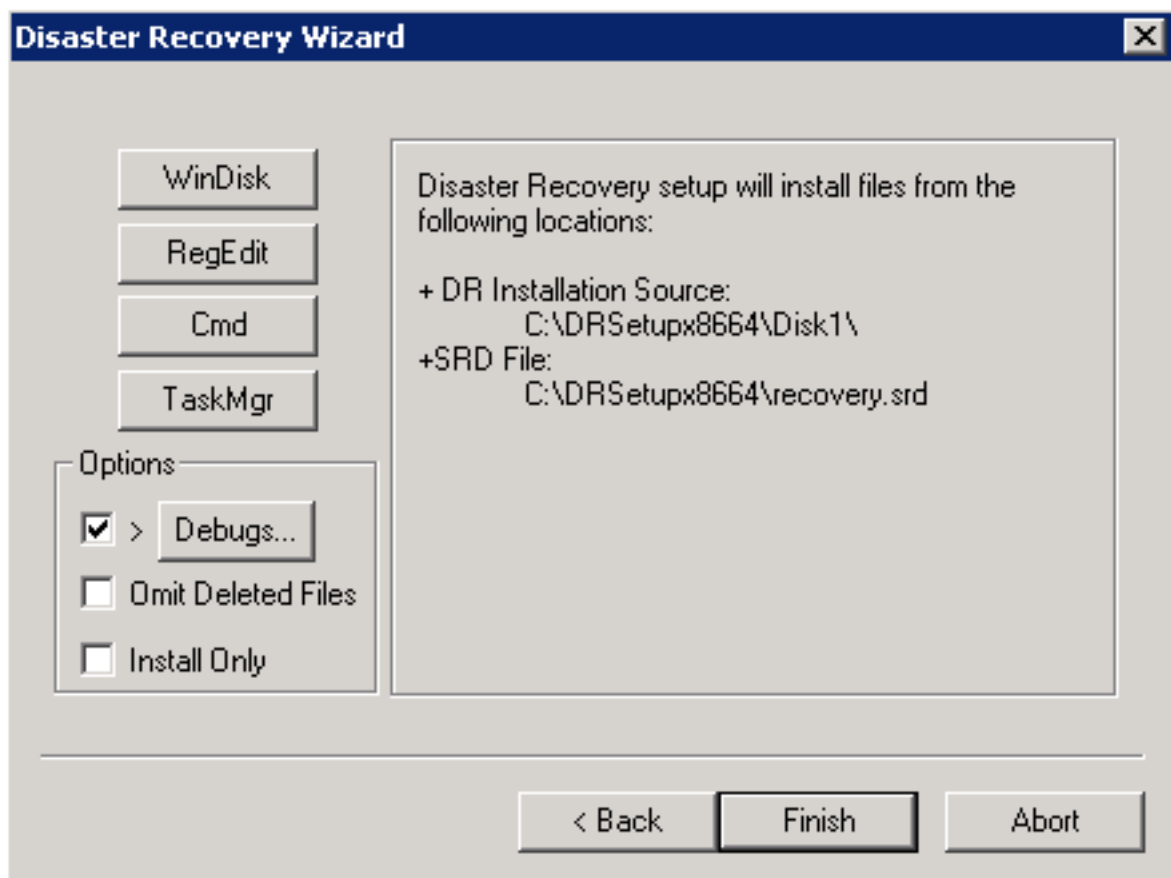 Disaster Recovery Wizard
WinDisk
RegEdit
Cmd
TaskMgr
Options
> Debugs...
Omit Deleted Files
Install Only
Disaster Recovery setup will install files from the
following locations:
+ DR Installation Source:
C:\DRSetupx8664\Disk1\
+SRD File:
C:\DRSetupx8664\recovery.srd
< Back
Finish
Abort